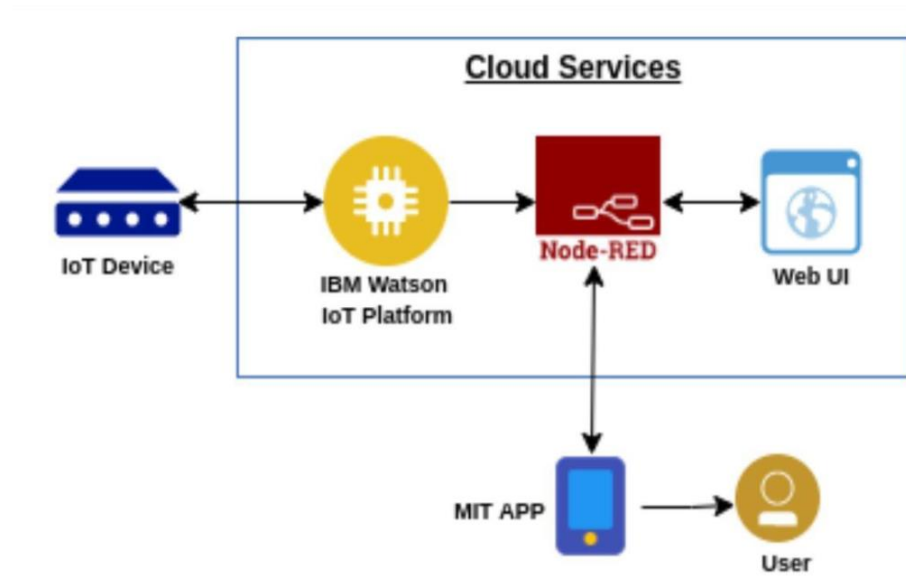 Cloud Services
IoT Device
IBM Watson
IoT Platform
Node-RED
Web UI
MIT APP
User